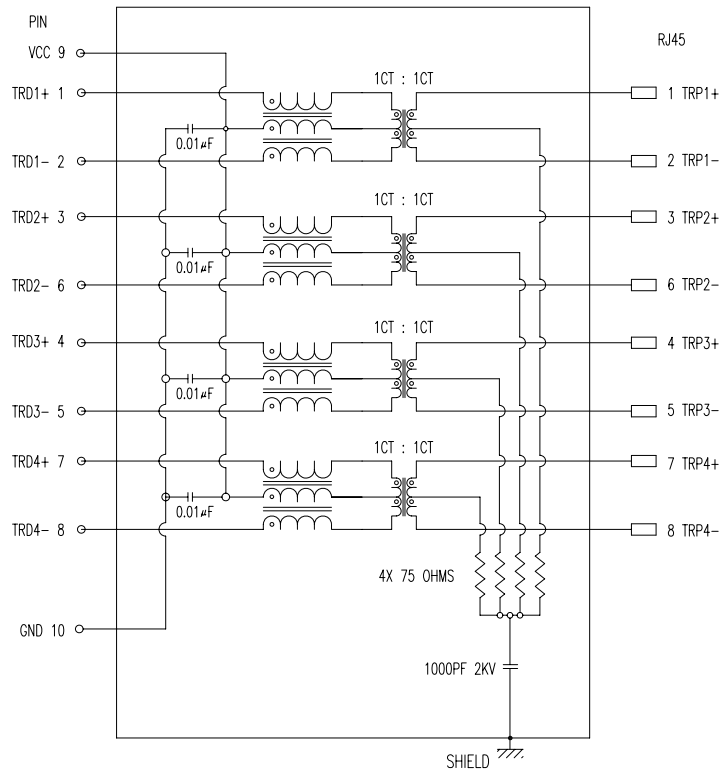 PIN
RJ45
VCC 9
1CT : 1CT
TRD1+ 1
1 TRP1+
0.01µF
TRD1- 2
2 TRP1-
1CT : 1CT
TRD2+ 3
3 TRP2+
0.01µF
TRD2- 6
6 TRP2-
1CT : 1CT
TRD3+ 4
4 TRP3+
0.01µF
TRD3- 5
5 TRP3-
1CT : 1CT
TRD4+ 7
7 TRP4+
0.01µF
TRD4- 8
8 TRP4-
4X 75 OHMS
GND 10
1000PF 2KV
SHIELD